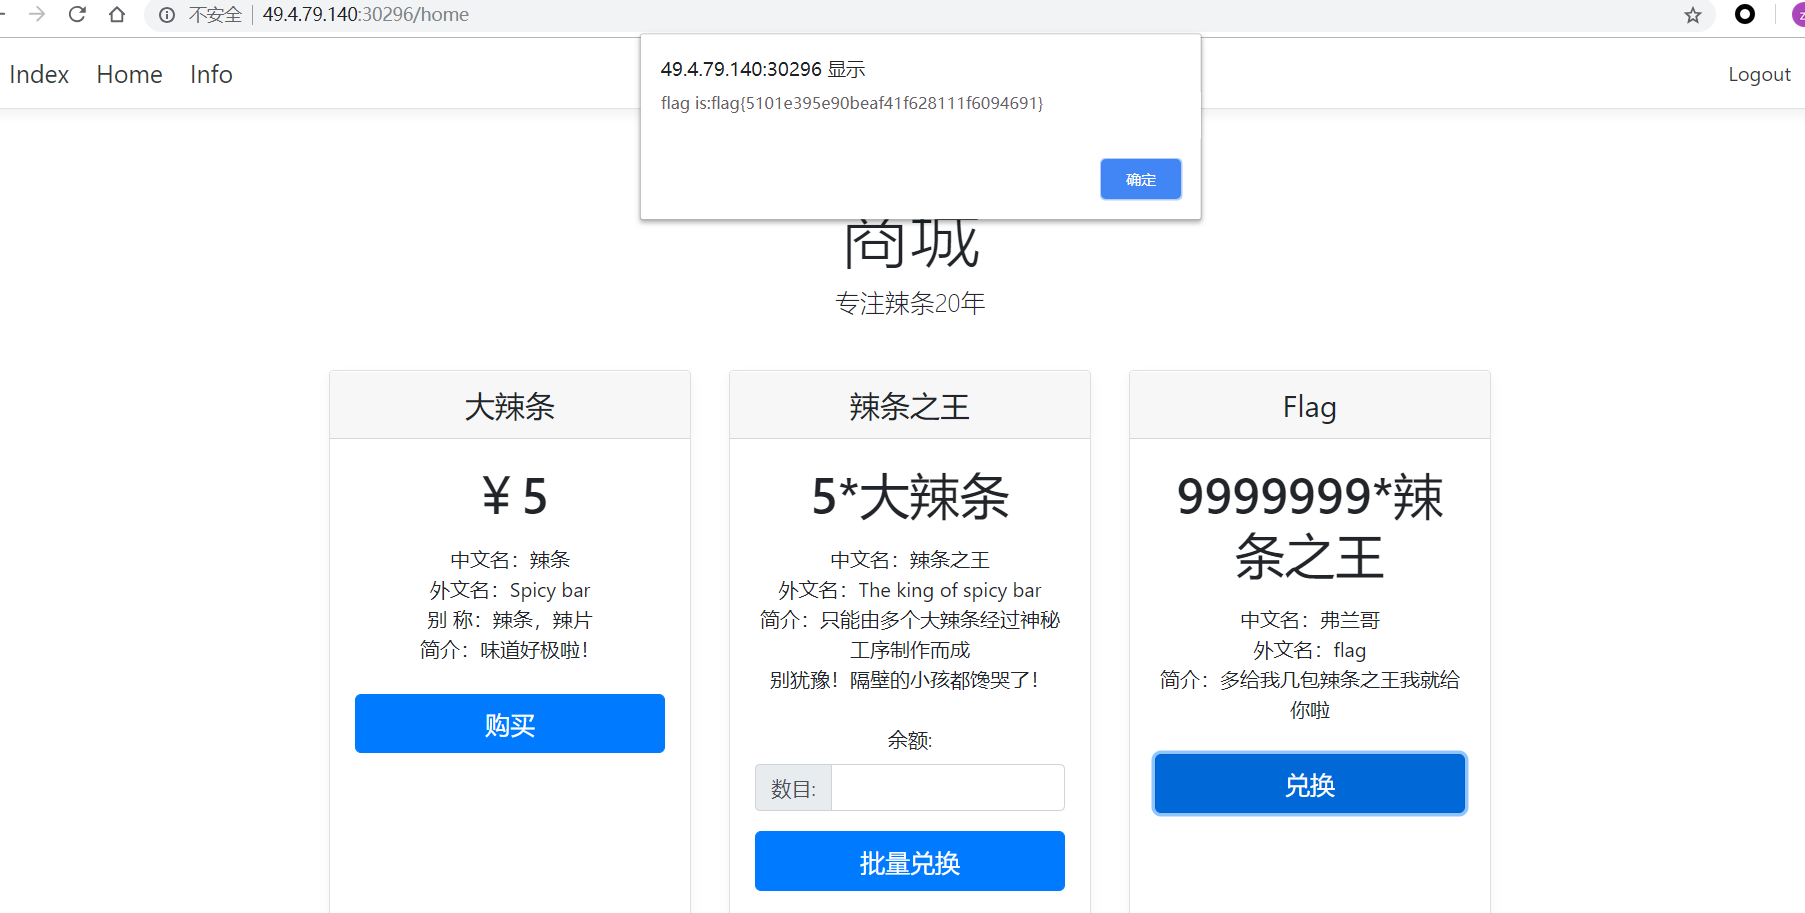 不安全 49.4.79.140:30296/home
Index Home Info Logout
49.4.79.140:30296 显示
flag is:flag{5101e395e90beaf41f628111f6094691}
确定
商城
专注辣条20年
大辣条
¥ 5
中文名：辣条
外文名：Spicy bar
别 称：辣条，辣片
简介：味道好极啦！
购买
辣条之王
5*大辣条
中文名：辣条之王
外文名：The king of spicy bar
简介：只能由多个大辣条经过神秘
工序制作而成
别犹豫！隔壁的小孩都馋哭了！
余额:
数目:
批量兑换
Flag
9999999*辣
条之王
中文名：弗兰哥
外文名：flag
简介：多给我几包辣条之王我就给
你啦
兑换